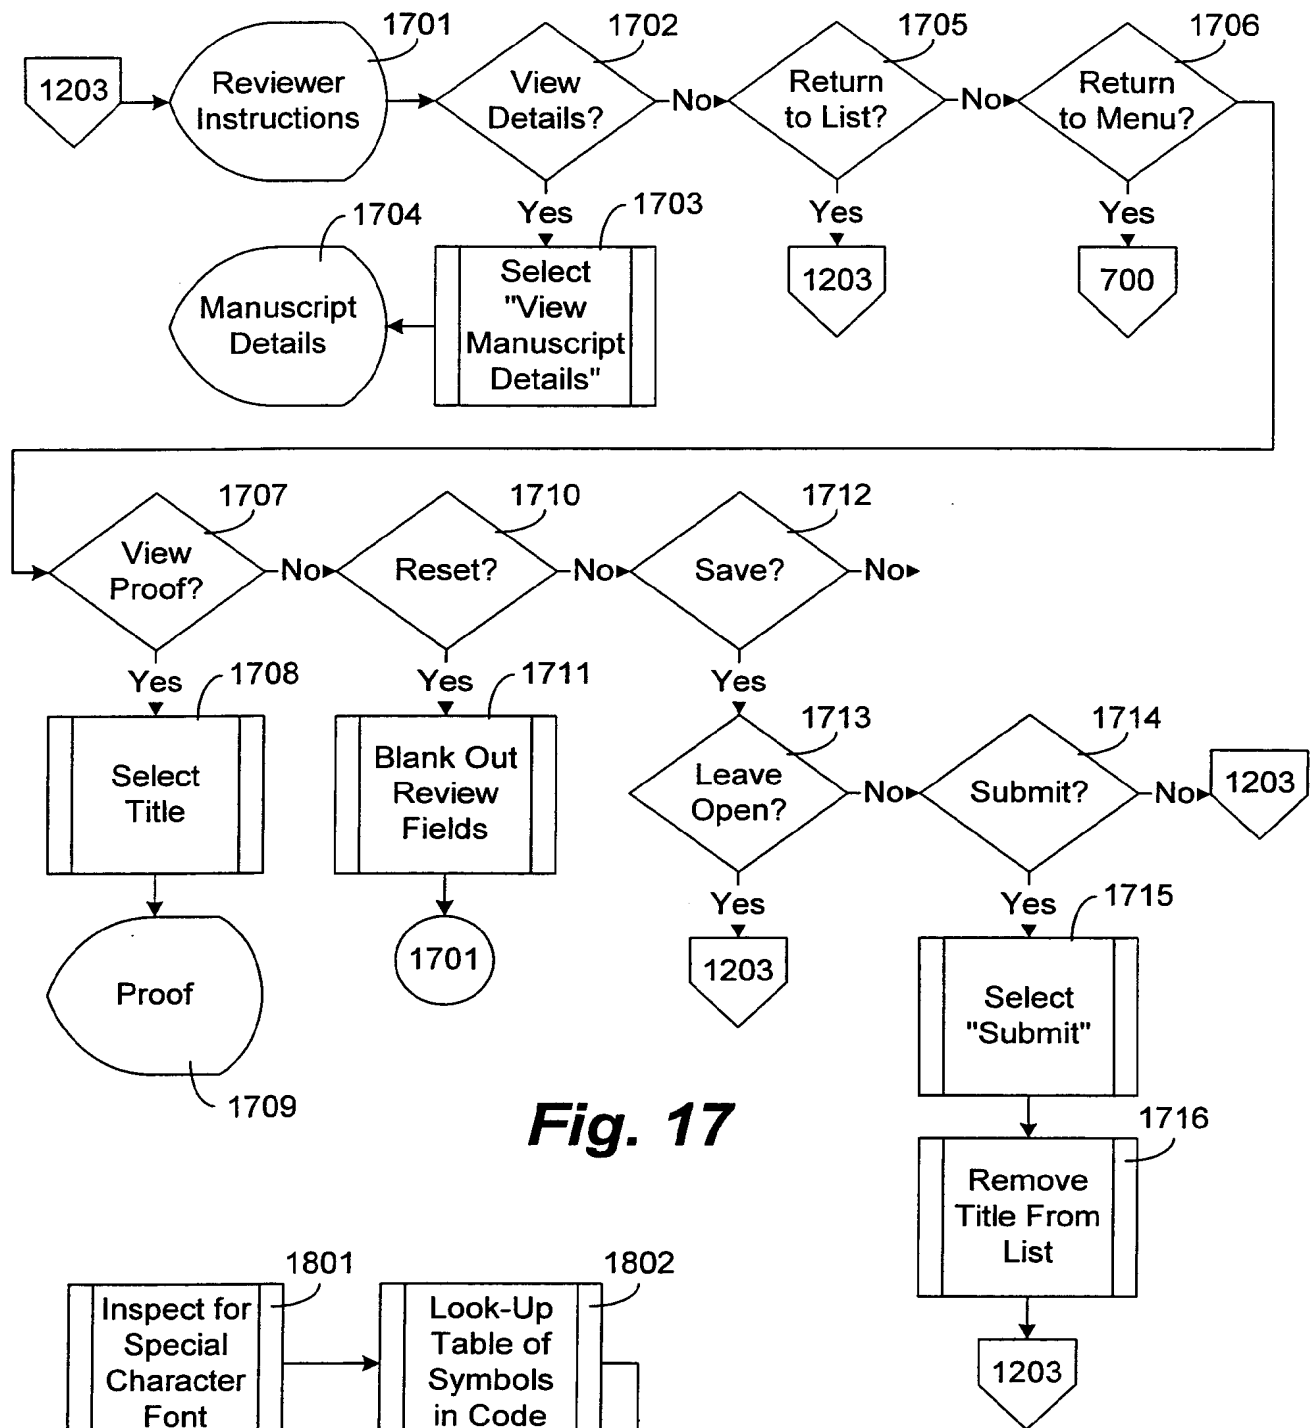 1701
1702
1705
1706
1203
Reviewer
Instructions
View
Details?
No
Return
to List?
No
Return
to Menu?
Yes
Yes
Yes
1704
1703
Manuscript
Details
Select
"View
Manuscript
Details"
1203
700
1707
1710
1712
View
Proof?
No
Reset?
No
Save?
No
Yes
1708
Yes
1711
Yes
Select
Title
Blank Out
Review
Fields
1713
Leave
Open?
No
1714
Submit?
No
1203
Yes
Yes
1715
Proof
1701
1203
Select
"Submit"
1709
Fig. 17
1716
Remove
Title From
List
1203
1801
Inspect for
Special
Character
Font
1802
Look-Up
Table of
Symbols
in Code